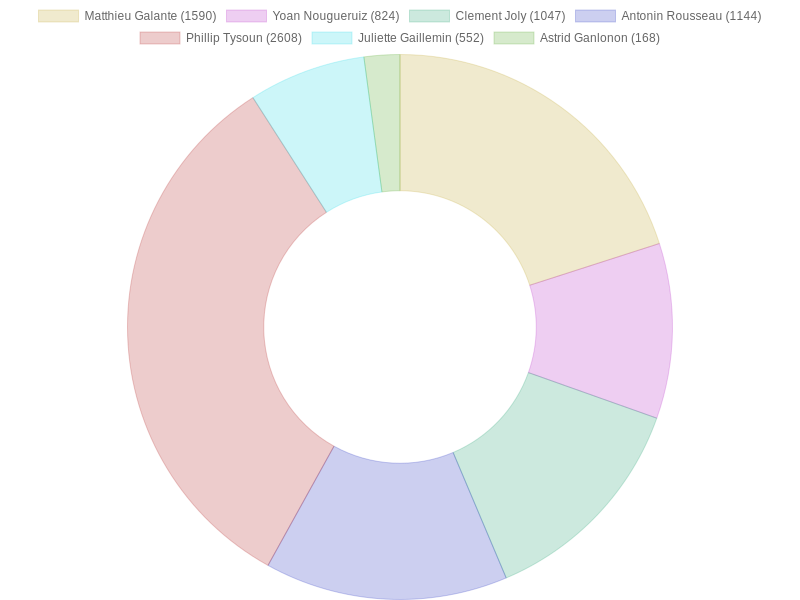 Matthieu Galante (1590) Yoan Nougueruiz (824) Clement Joly (1047) Antonin Rousseau (1144)
Phillip Tysoun (2608) Juliette Gaillemin (552) Astrid Ganlonon (168)